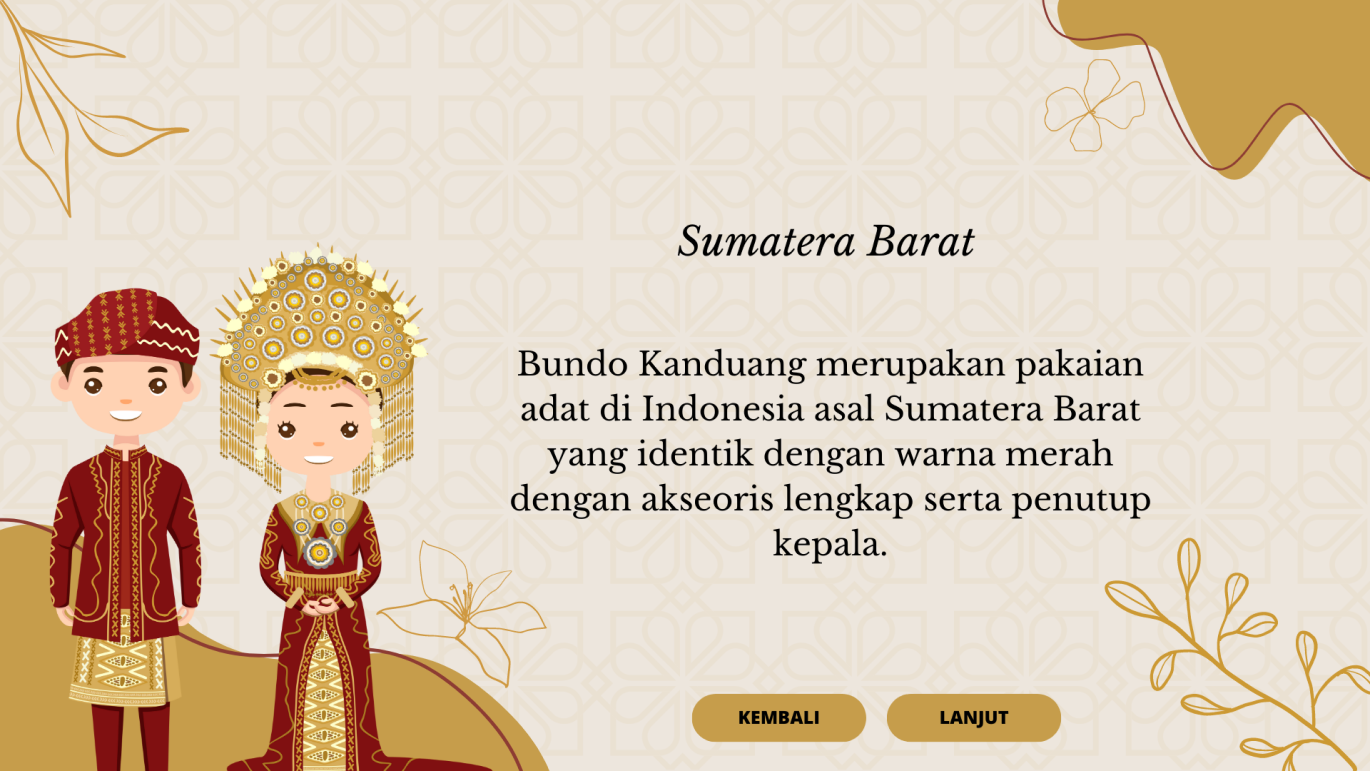 Sumatera Barat
Bundo Kanduang merupakan pakaian
adat di Indonesia asal Sumatera Barat
yang identik dengan warna merah
dengan akseoris lengkap serta penutup
kepala.
KEMBALI
LANJUT